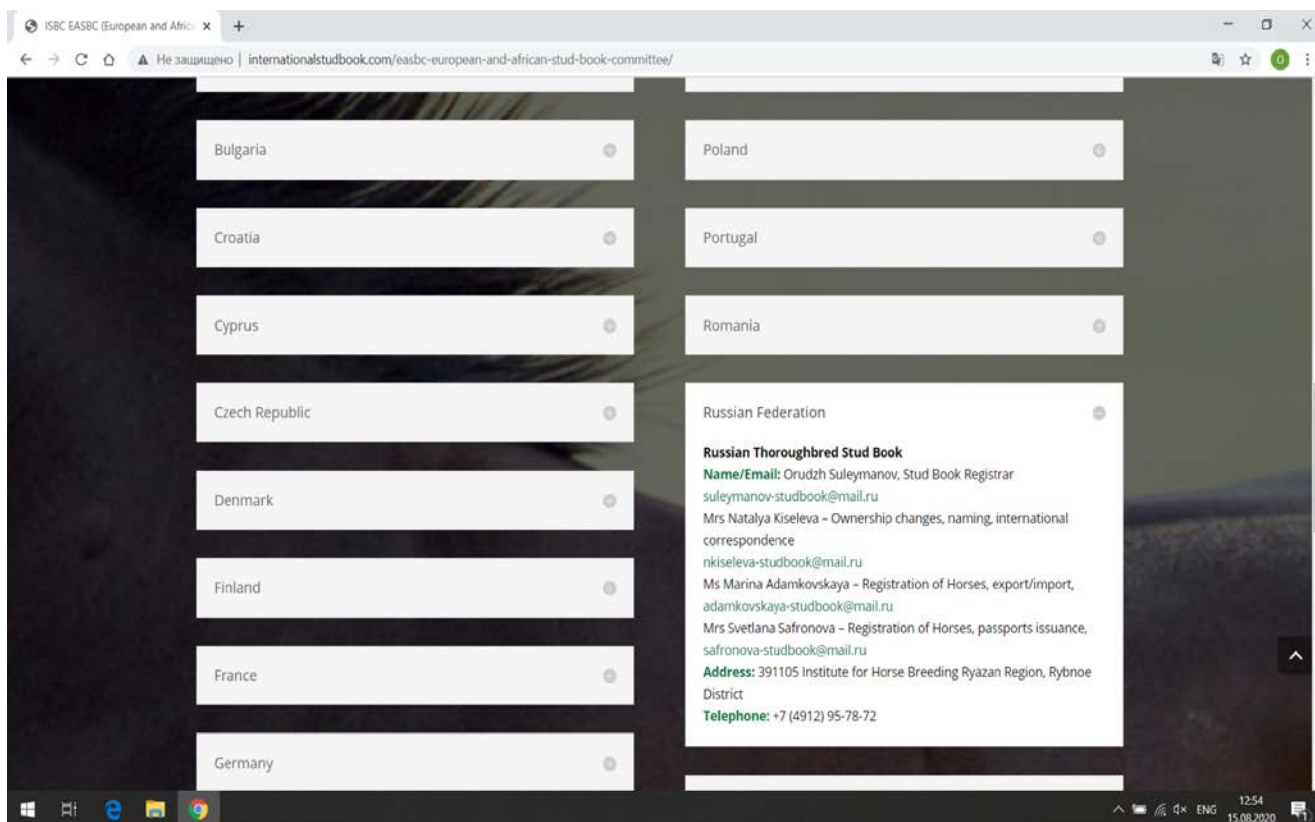 ISBC EASBC (European and Afric
Не защищено | internationalstudbook.com/easbc-european-and-african-stud-book-committee/
O
Bulgaria
Croatia
Cyprus
Czech Republic
Denmark
Finland
France
Germany
Poland
Portugal
Romania
Russian Federation
Russian Thoroughbred Stud Book
Name/Email: Orudzh Suleymanov, Stud Book Registrar
suleymanov-studbook@mail.ru
Mrs Natalya Kiseleva – Ownership changes, naming, international
correspondence
nkiseleva-studbook@mail.ru
Ms Marina Adamkovskaya – Registration of Horses, export/import,
adamkovskaya-studbook@mail.ru
Mrs Svetlana Safronova – Registration of Horses, passports issuance,
safronova-studbook@mail.ru
Address: 391105 Institute for Horse Breeding Ryazan Region, Rybnoe
District
Telephone: +7 (4912) 95-78-72
ENG
12:54
15.08.2020